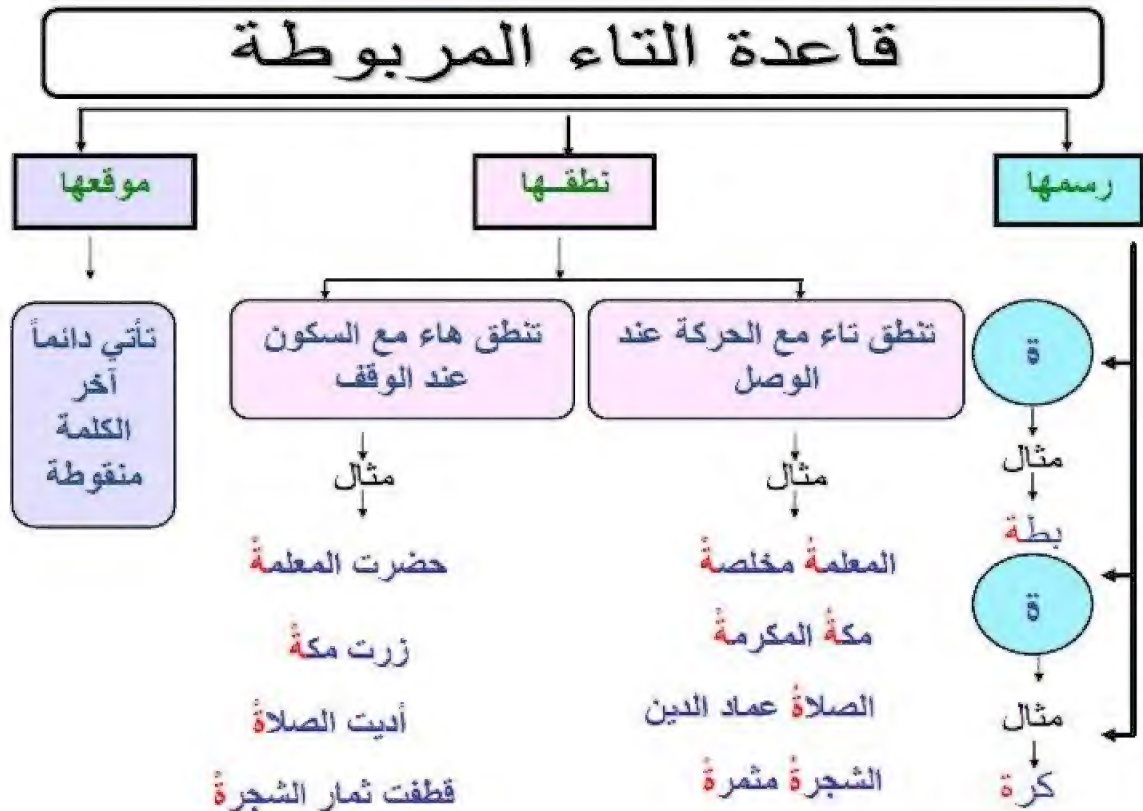 قاعدة التاء المربوطة
رسمها
نطقـها
موقعها
ة
مثال
بطة
ة
مثال
كرة
تنطق تاء مع الحركة عند
الوصل
مثال
المعلمةُ مخلصةٌ
مكةُ المكرمةُ
الصلاةُ عماد الدين
الشجرةُ مثمرةٌ
تنطق هاء مع السكون
عند الوقف
مثال
حضرت المعلمةْ
زرت مكةْ
أديت الصلاةْ
قطفت ثمار الشجرةْ
تأتي دائماً
آخر
الكلمة
منقوطة